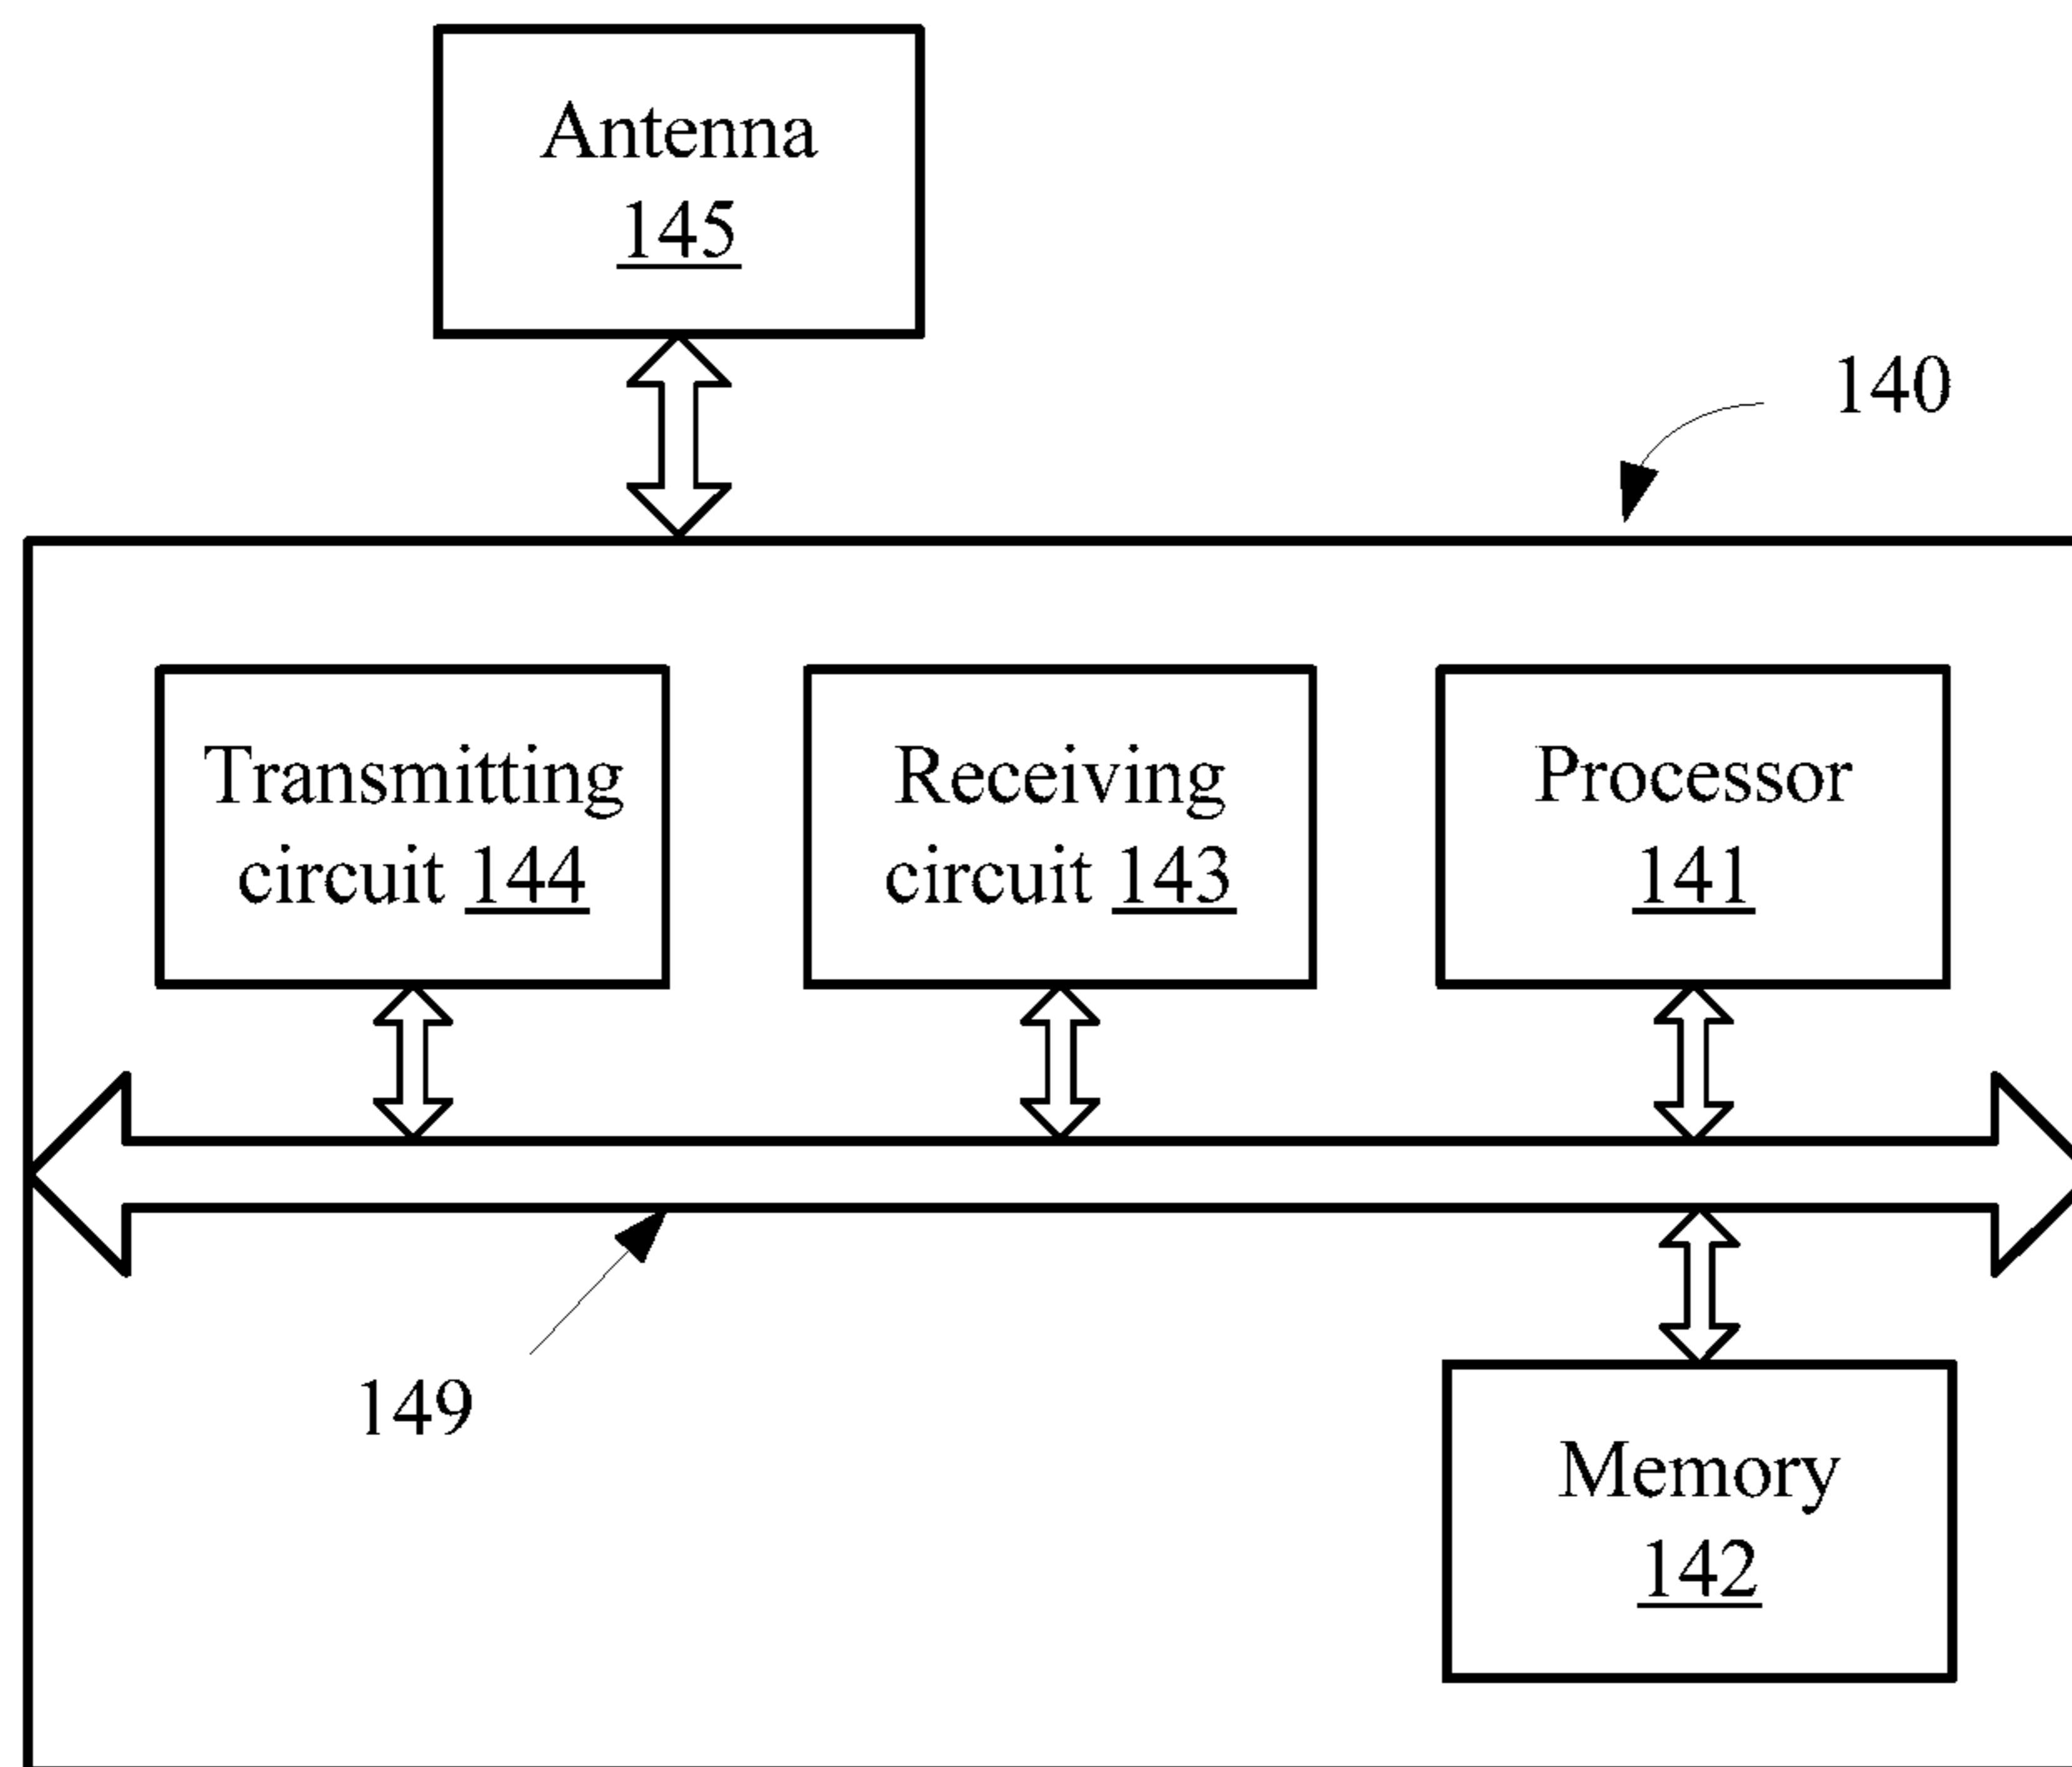 Antenna
145
140
Transmitting
circuit 144
Receiving
circuit 143
Processor
141
149
Memory
142